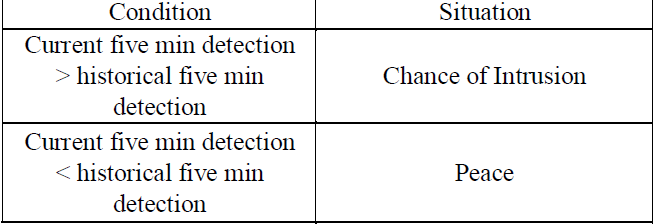 Condition
Situation
Current five min detection
> historical five min
detection
Chance of Intrusion
Current five min detection
< historical five min
detection
Peace